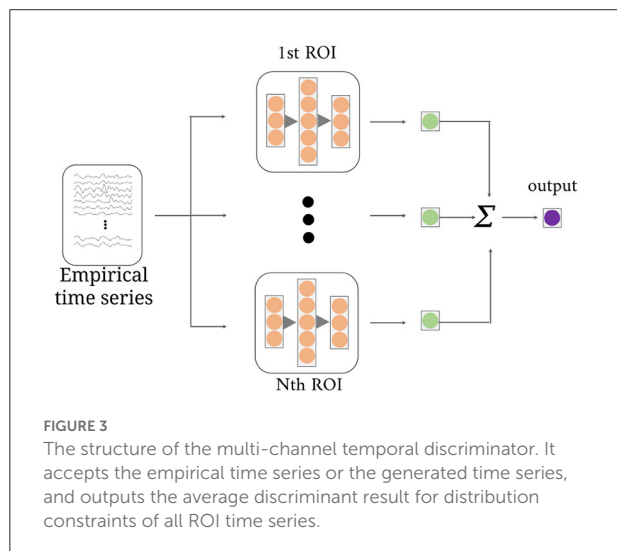 1st ROI
Empirical
time series
Σ
output
Nth ROI
FIGURE 3
The structure of the multi-channel temporal discriminator. It
accepts the empirical time series or the generated time series,
and outputs the average discriminant result for distribution
constraints of all ROI time series.